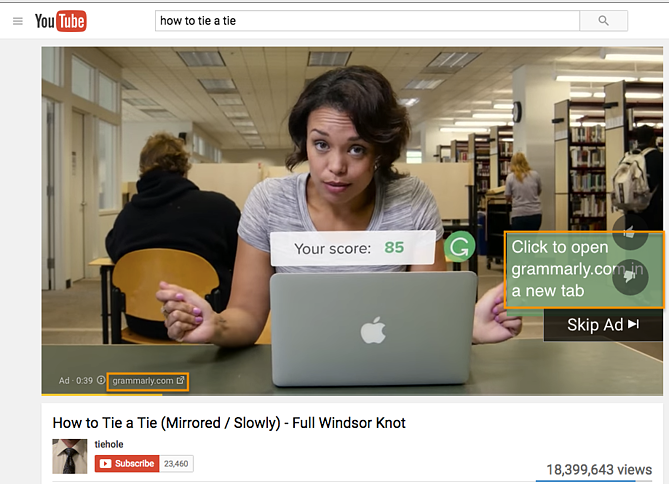 YouTube
how to tie a tie
Your score: 85
Click to open
grammarly.com in
a new tab
Skip Ad
Ad · 0:39 grammarly.com
How to Tie a Tie (Mirrored / Slowly) - Full Windsor Knot
tiehole
Subscribe 23,460
18,399,643 views